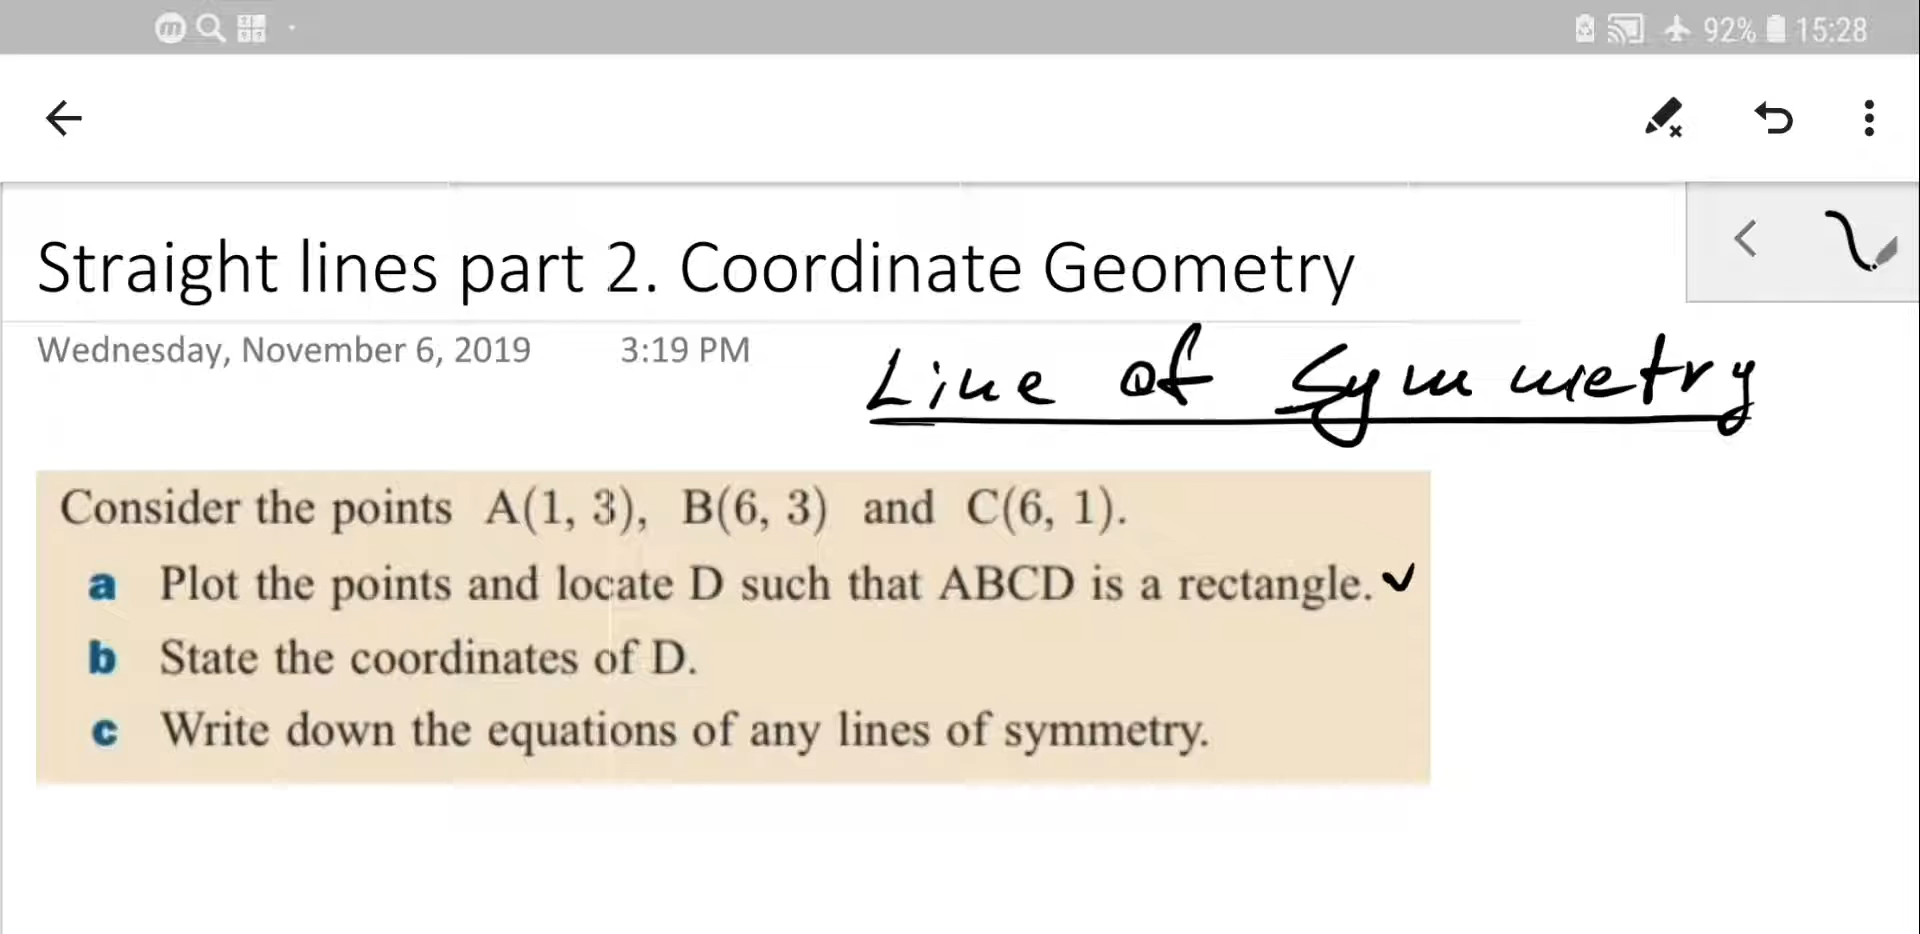 92% 15:28
Straight lines part 2. Coordinate Geometry
Wednesday, November 6, 2019 3:19 PM
Line of Symmetry
Consider the points A(1, 3), B(6, 3) and C(6, 1).
a Plot the points and locate D such that ABCD is a rectangle. ✓
b State the coordinates of D.
c Write down the equations of any lines of symmetry.